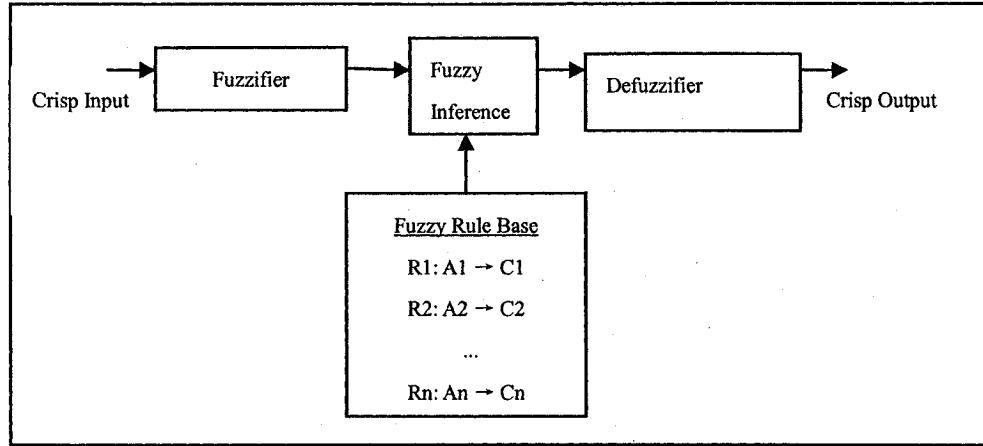 Crisp Input
Fuzzifier
Fuzzy
Inference
Defuzzifier
Crisp Output
Fuzzy Rule Base
R1: A1 → C1
R2: A2 → C2
...
Rn: An → Cn